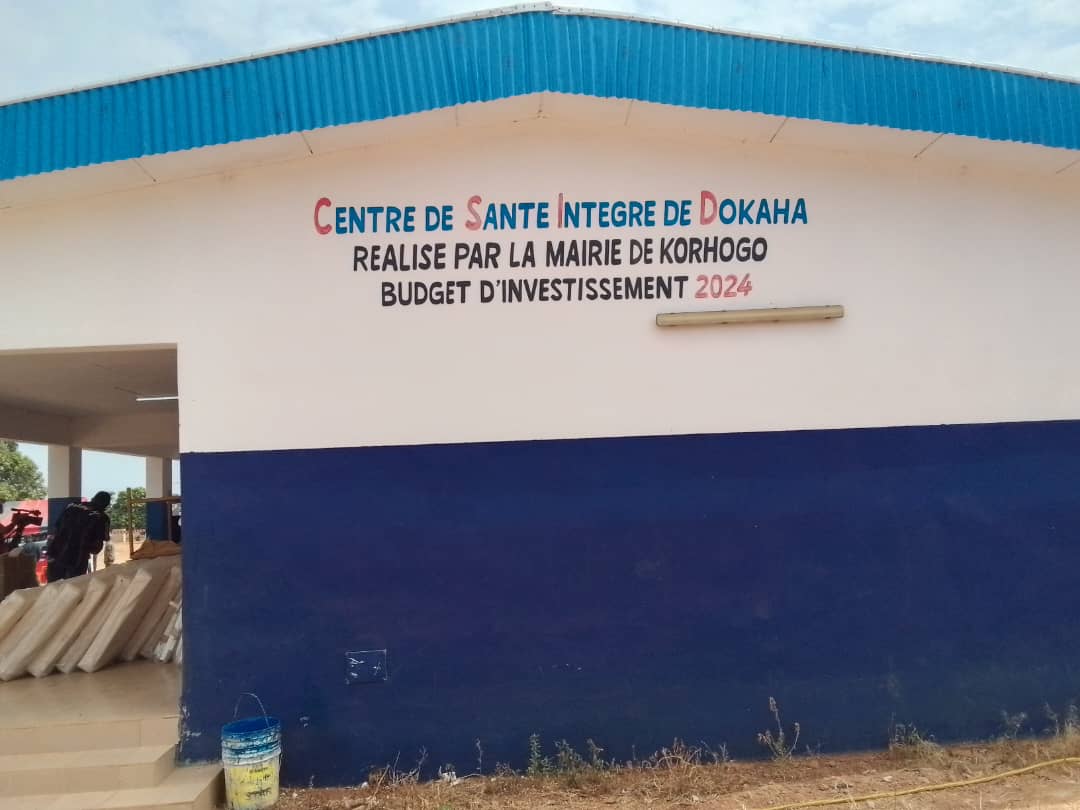 CENTRE DE SANTE INTEGRE DE DOKAHA
REALISE PAR LA MAIRIE DE KORHOGO
BUDGET D'INVESTISSEMENT 2024